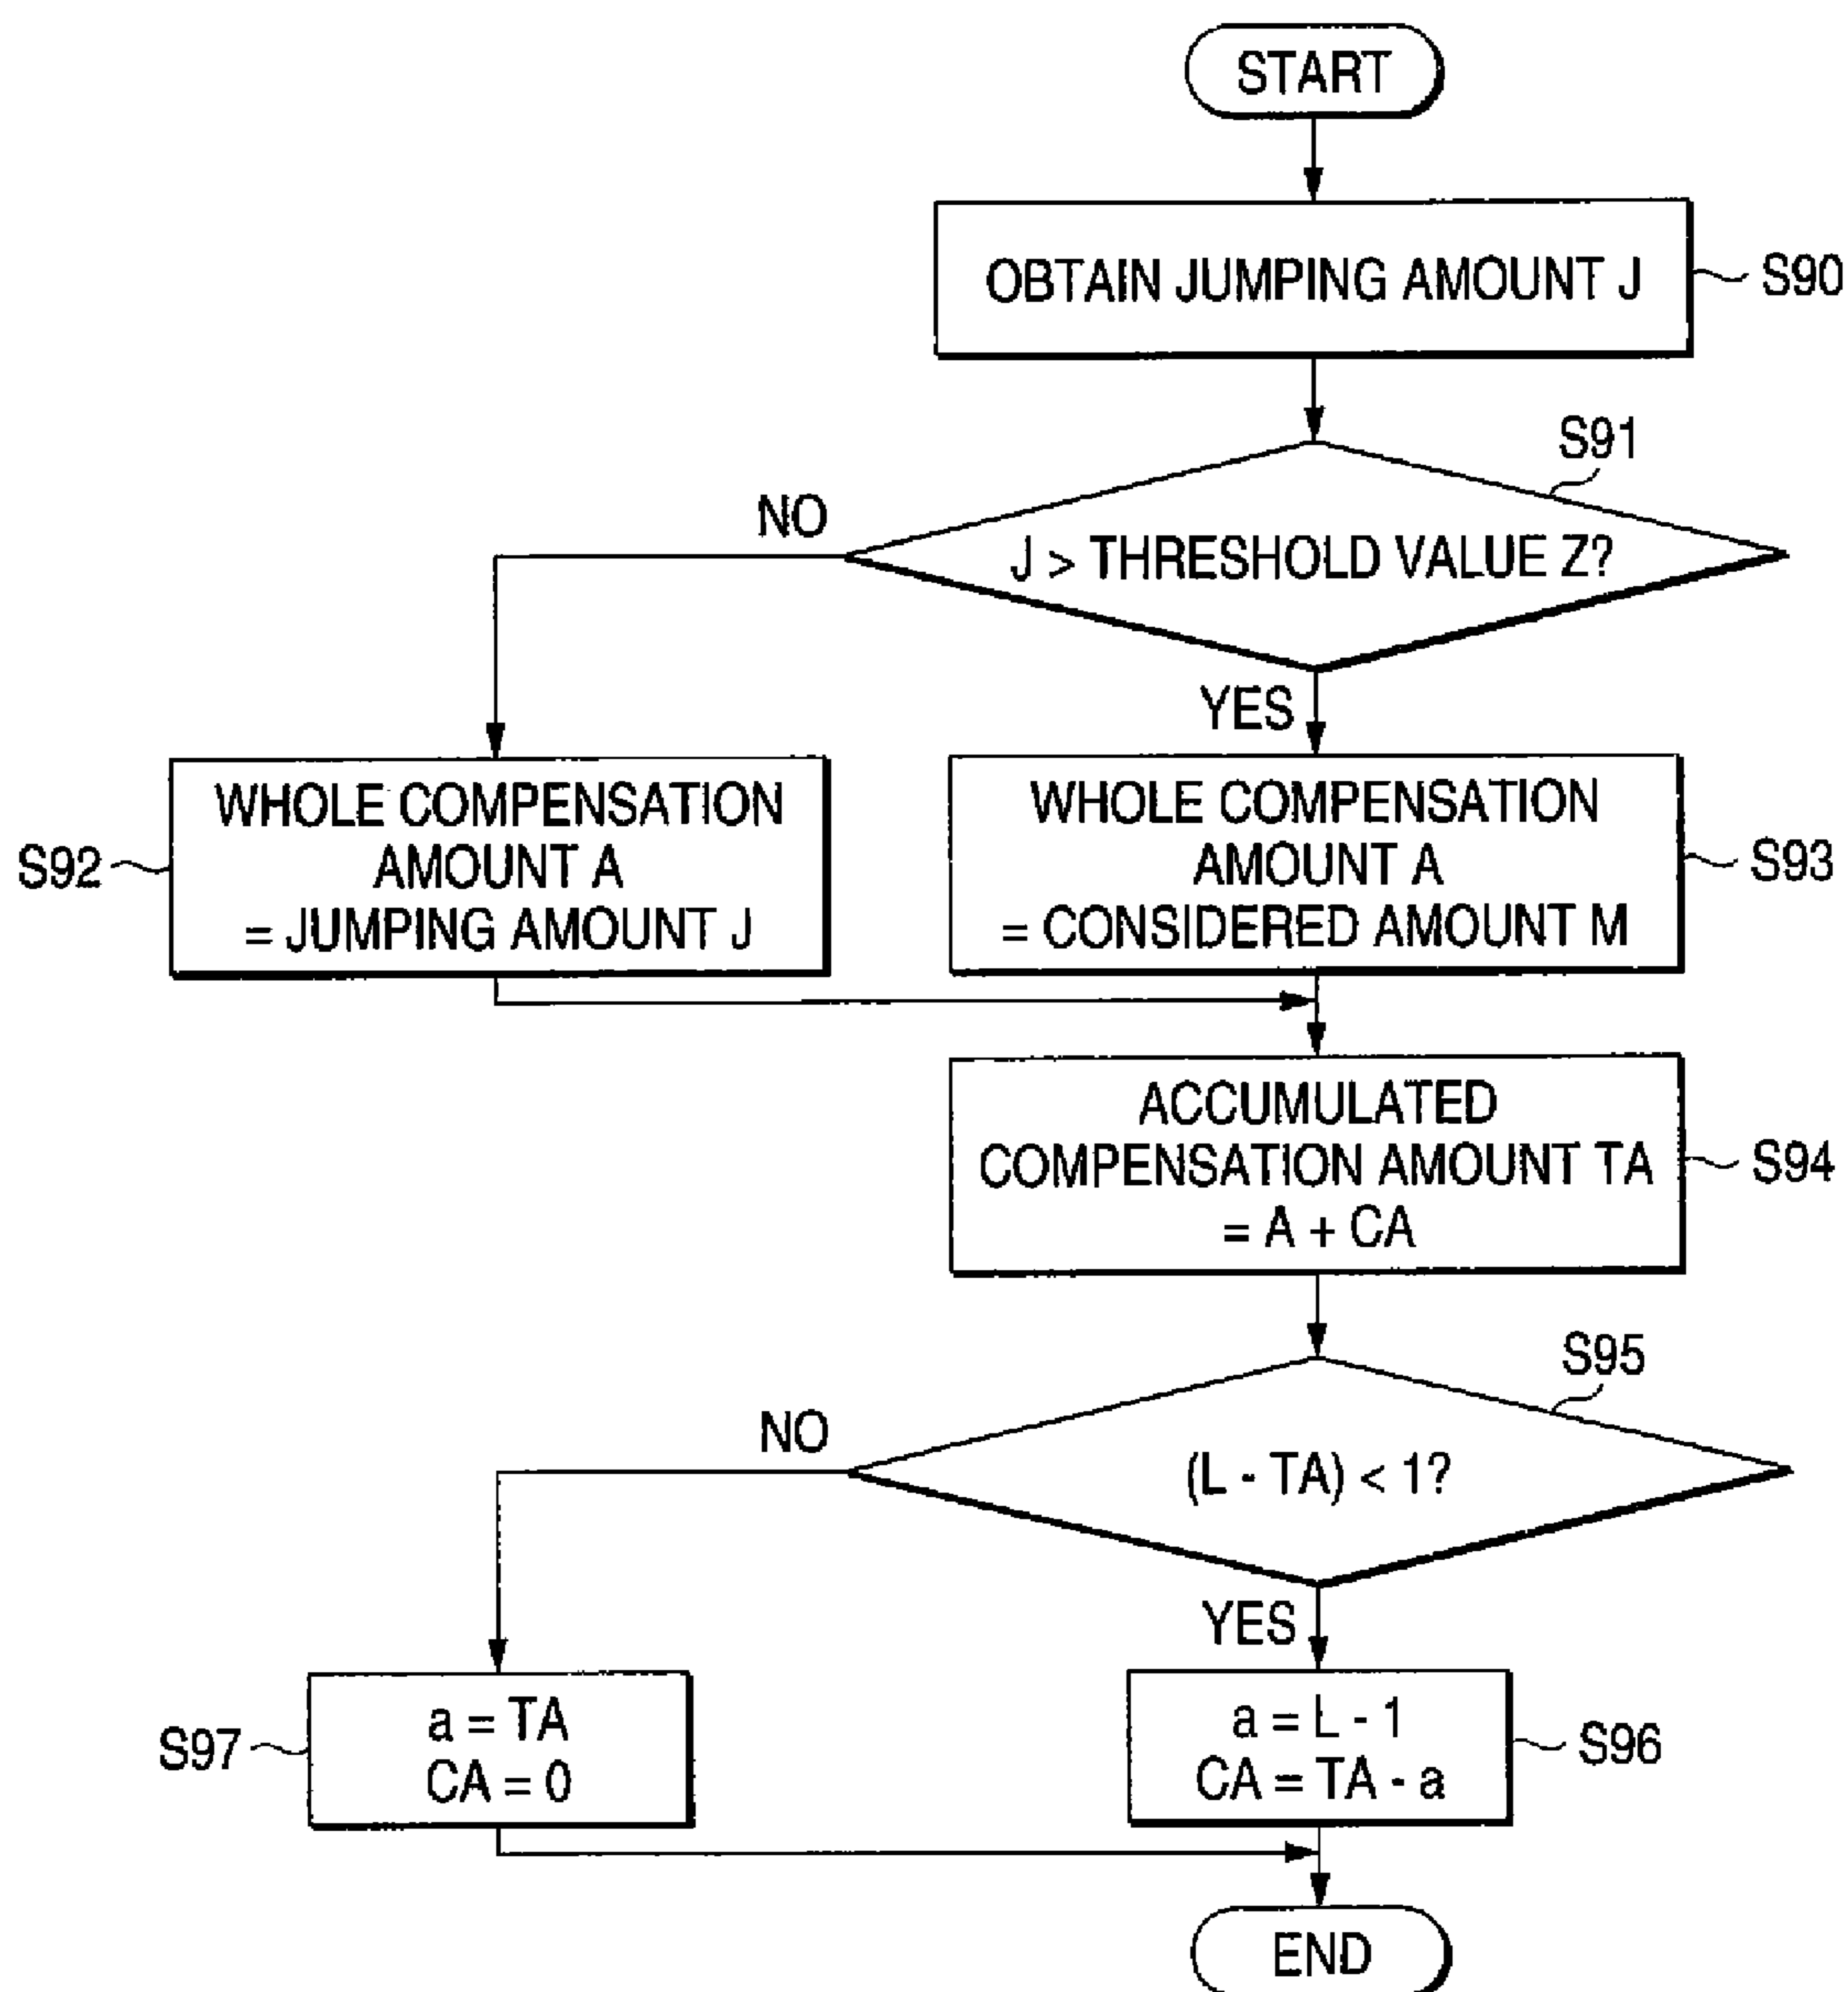 START
OBTAIN JUMPING AMOUNT J
S90
S91
J > THRESHOLD VALUE Z?
NO
YES
WHOLE COMPENSATION
AMOUNT A
= JUMPING AMOUNT J
S92
WHOLE COMPENSATION
AMOUNT A
= CONSIDERED AMOUNT M
S93
ACCUMULATED
COMPENSATION AMOUNT TA
= A + CA
S94
S95
(L - TA) < 1?
NO
YES
a = TA
CA = 0
S97
a = L - 1
CA = TA - a
S96
END